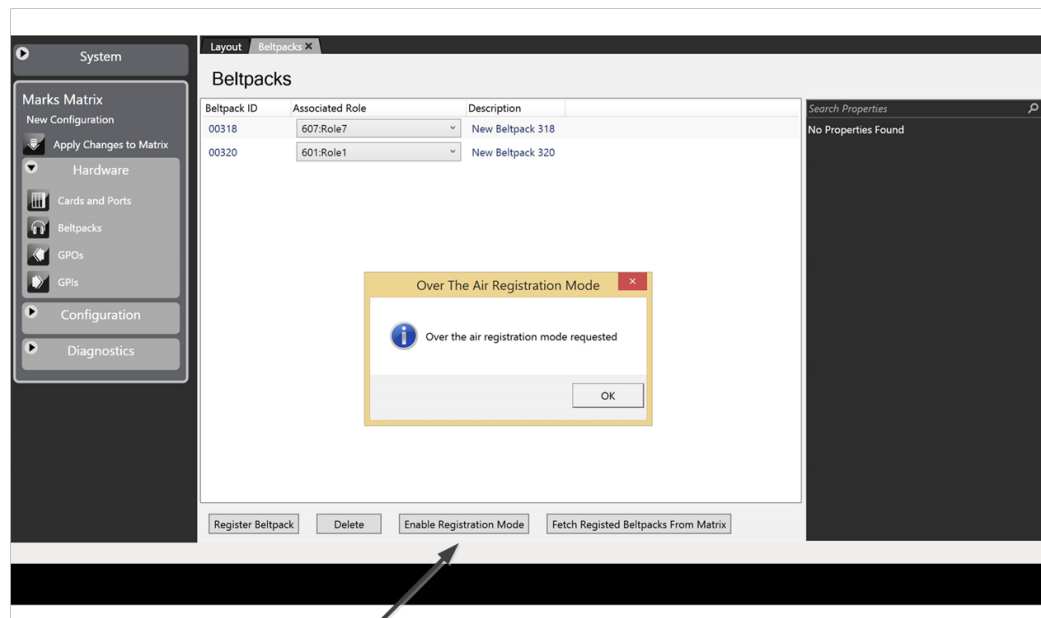 System
Marks Matrix
New Configuration
Apply Changes to Matrix
Hardware
Cards and Ports
Beltpacks
GPOs
GPIs
Configuration
Diagnostics
Layout Beltpacks ×
Beltpacks
Beltpack ID Associated Role Description
00318 607:Role7 New Beltpack 318
00320 601:Role1 New Beltpack 320
Over The Air Registration Mode ×
Over the air registration mode requested
OK
Register Beltpack Delete Enable Registration Mode Fetch Registed Beltpacks From Matrix
Search Properties
No Properties Found